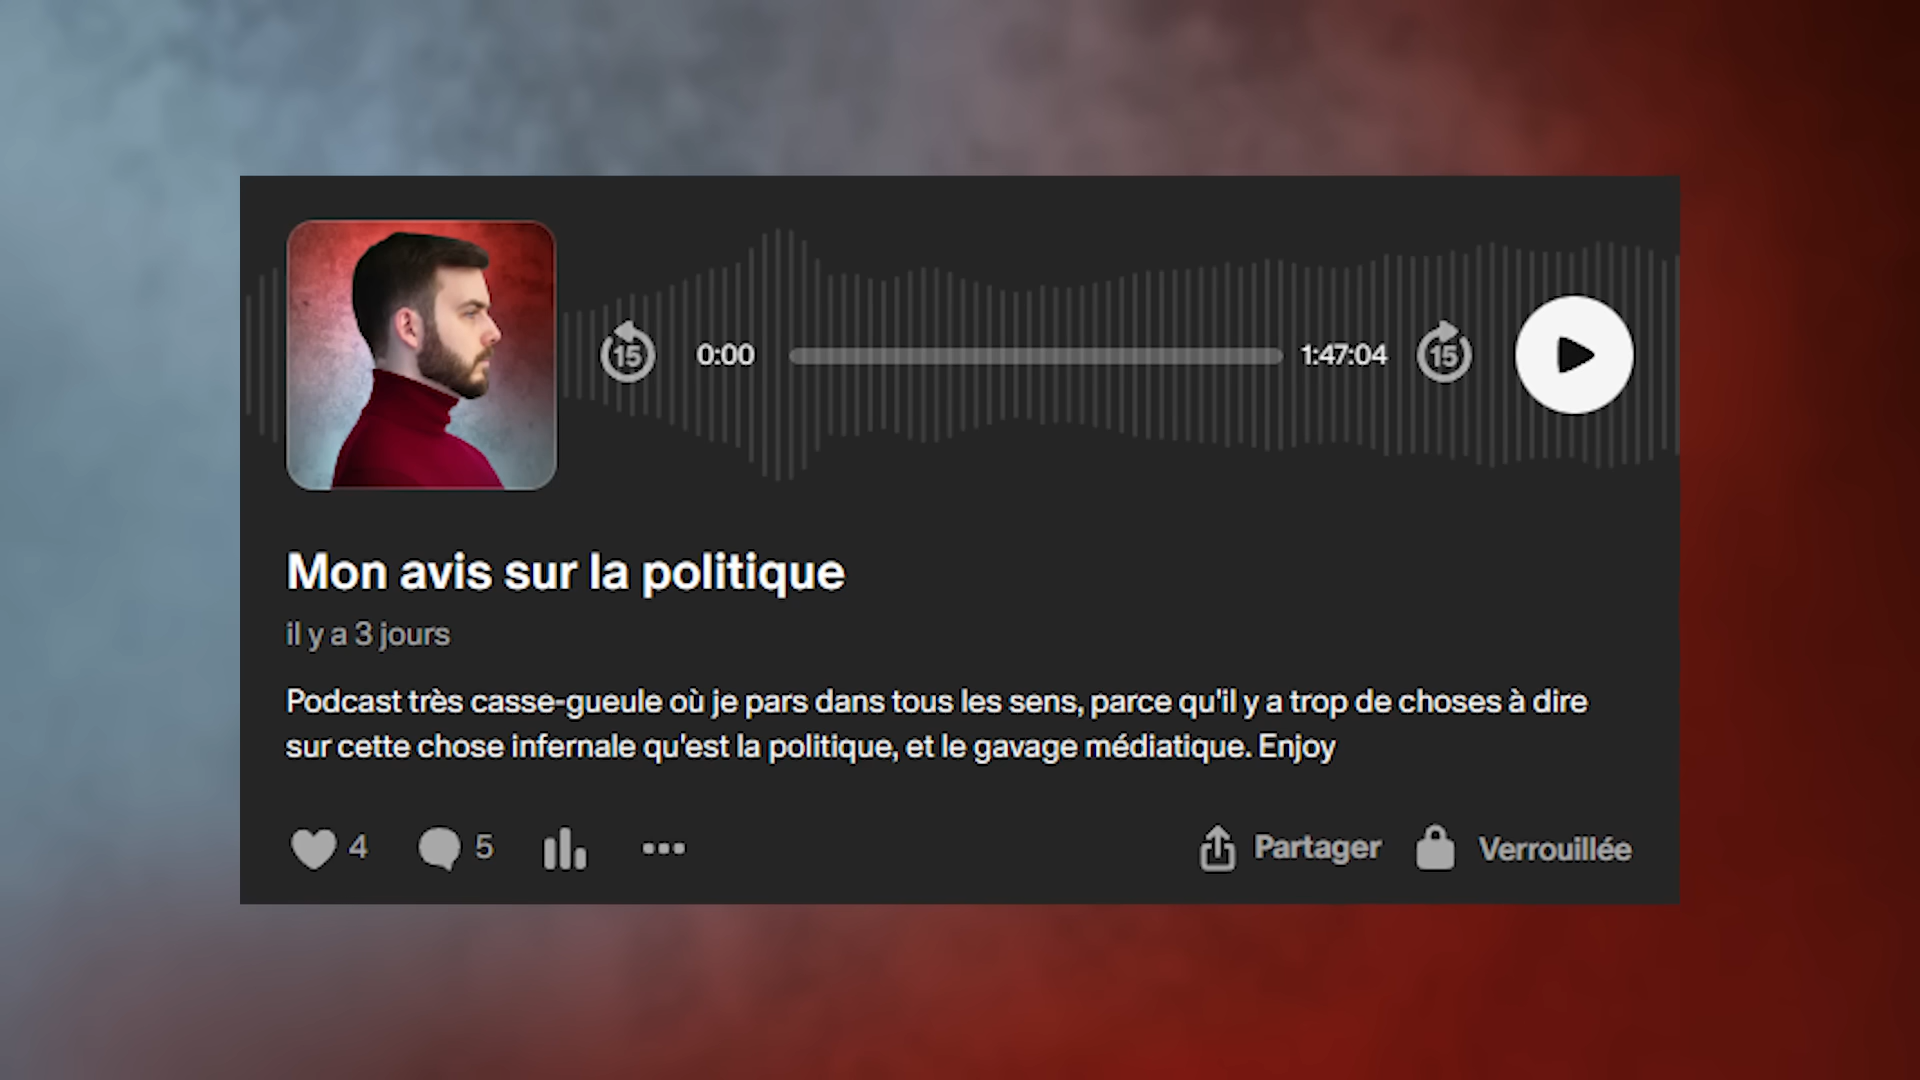 15 0:00 1:47:04 15
Mon avis sur la politique
il y a 3 jours
Podcast très casse-gueule où je pars dans tous les sens, parce qu'il y a trop de choses à dire
sur cette chose infernale qu'est la politique, et le gavage médiatique. Enjoy
4 5 Partager Verrouillée